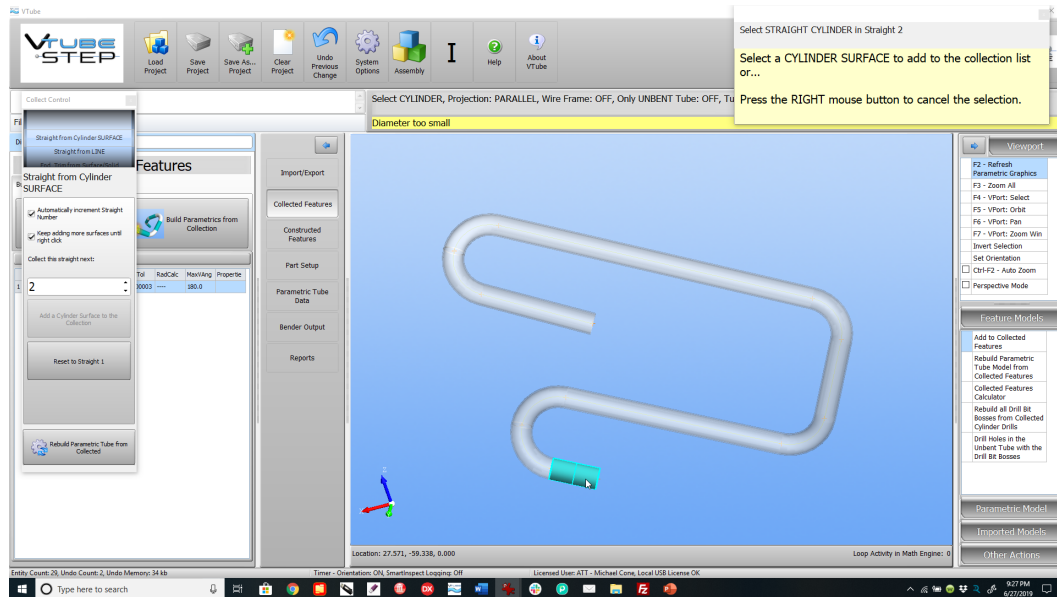 VTube
VTUBE
-STEP-
Load
Project
Save
Project
Save As...
Project
Clear
Project
Undo
Previous
Change
System
Options
Assembly
I
Help
About
VTube
Select STRAIGHT CYLINDER in Straight 2
Select a CYLINDER SURFACE to add to the collection list
or...
Press the RIGHT mouse button to cancel the selection.
Select CYLINDER, Projection: PARALLEL, Wire Frame: OFF, Only UNBENT Tube: OFF, Tu
Diameter too small
Collect Control
Straight from Cylinder SURFACE
Straight from LINE
Straight from Cylinder
SURFACE
Automatically increment Straight
Number
Keep adding more surfaces until
right click
Collect this straight next:
2
Add a Cylinder Surface to the
Collection
Reset to Straight 1
Rebuild Parametric Tube from
Collected
Features
Build Parametrics from
Collection
Tol RadCalc MaxVAng Propertie
1 00003 ---- 180.0
Import/Export
Collected Features
Constructed
Features
Part Setup
Parametric Tube
Data
Bender Output
Reports
Viewport
F2 - Refresh
Parametric Graphics
F3 - Zoom All
F4 - VPort: Select
F5 - VPort: Orbit
F6 - VPort: Pan
F7 - VPort: Zoom Win
Invert Selection
Set Orientation
Ctrl-F2 - Auto Zoom
Perspective Mode
Feature Models
Add to Collected
Features
Rebuild Parametric
Tube Model from
Collected Features
Collected Features
Calculator
Rebuild all Drill Bit
Bosses from Collected
Cylinder Drills
Drill Holes in the
Unbent Tube with the
Drill Bit Bosses
Parametric Model
Imported Models
Other Actions
Location: 27.571, -59.338, 0.000
Loop Activity in Math Engine: 0
Entity Count: 29, Undo Count: 2, Undo Memory: 34 kb
Timer - Orientation: ON, SmartInspect Logging: Off
Licensed User: ATT - Michael Cone, Local USB License OK
Type here to search
9:27 PM
6/27/2019